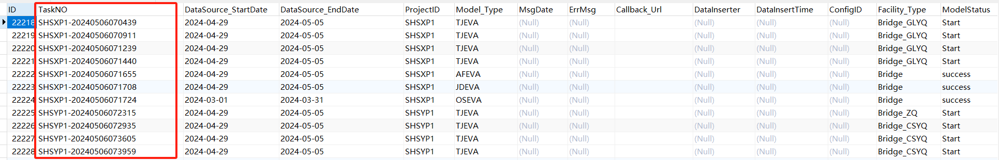 ID TaskNO DataSource_StartDate DataSource_EndDate ProjectID Model_Type MsgDate ErrMsg Callback_Url DataInserter DataInsertTime ConfigID Facility_Type ModelStatus
22218 SHSXP1-20240506070439 2024-04-29 2024-05-05 SHSXP1 TJEVA (Null) (Null) (Null) (Null) (Null) Bridge_GLYQ Start
22219 SHSXP1-20240506070911 2024-04-29 2024-05-05 SHSXP1 TJEVA (Null) (Null) (Null) (Null) (Null) Bridge_GLYQ Start
22220 SHSXP1-20240506071239 2024-04-29 2024-05-05 SHSXP1 TJEVA (Null) (Null) (Null) (Null) (Null) Bridge_GLYQ Start
22221 SHSXP1-20240506071440 2024-04-29 2024-05-05 SHSXP1 TJEVA (Null) (Null) (Null) (Null) (Null) Bridge_GLYQ Start
22222 SHSXP1-20240506071655 2024-04-29 2024-05-05 SHSXP1 AFEVA (Null) (Null) (Null) (Null) (Null) Bridge success
22223 SHSXP1-20240506071708 2024-04-29 2024-05-05 SHSXP1 JDEVA (Null) (Null) (Null) (Null) (Null) Bridge success
22224 SHSXP1-20240506071724 2024-03-01 2024-03-31 SHSXP1 OSEVA (Null) (Null) (Null) (Null) (Null) Bridge success
22225 SHSYP1-20240506072315 2024-04-29 2024-05-05 SHSYP1 TJEVA (Null) (Null) (Null) (Null) (Null) Bridge_ZQ Start
22226 SHSYP1-20240506072935 2024-04-29 2024-05-05 SHSYP1 TJEVA (Null) (Null) (Null) (Null) (Null) Bridge_CSYQ Start
22227 SHSYP1-20240506073605 2024-04-29 2024-05-05 SHSYP1 TJEVA (Null) (Null) (Null) (Null) (Null) Bridge_CSYQ Start
22228 SHSYP1-20240506073959 2024-04-29 2024-05-05 SHSYP1 TJEVA (Null) (Null) (Null) (Null) (Null) Bridge_CSYQ Start